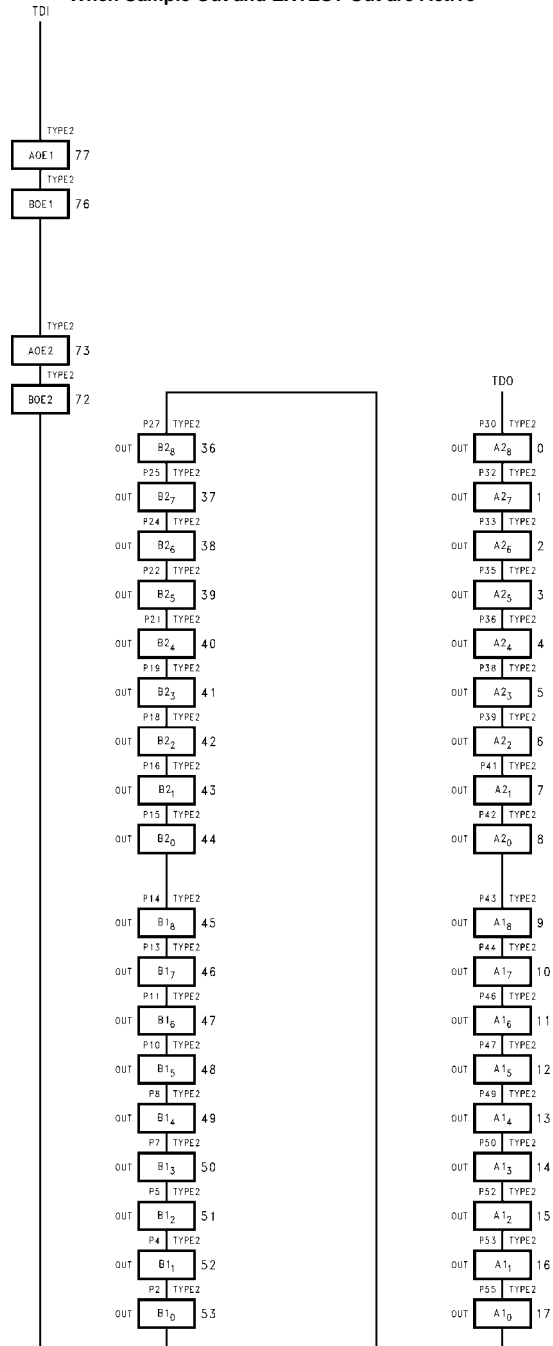 When Sample Out and EXTEST Out are Active
TDI
TYPE2
AOE1 77
TYPE2
BOE1 76
TYPE2
AOE2 73
TYPE2
BOE2 72
P27 TYPE2
OUT B2₈ 36
P25 TYPE2
OUT B2₇ 37
P24 TYPE2
OUT B2₆ 38
P22 TYPE2
OUT B2₅ 39
P21 TYPE2
OUT B2₄ 40
P19 TYPE2
OUT B2₃ 41
P18 TYPE2
OUT B2₂ 42
P16 TYPE2
OUT B2₁ 43
P15 TYPE2
OUT B2₀ 44
P14 TYPE2
OUT B1₈ 45
P13 TYPE2
OUT B1₇ 46
P11 TYPE2
OUT B1₆ 47
P10 TYPE2
OUT B1₅ 48
P8 TYPE2
OUT B1₄ 49
P7 TYPE2
OUT B1₃ 50
P5 TYPE2
OUT B1₂ 51
P4 TYPE2
OUT B1₁ 52
P2 TYPE2
OUT B1₀ 53
TDO
P30 TYPE2
OUT A2₈ 0
P32 TYPE2
OUT A2₇ 1
P33 TYPE2
OUT A2₆ 2
P35 TYPE2
OUT A2₅ 3
P36 TYPE2
OUT A2₄ 4
P38 TYPE2
OUT A2₃ 5
P39 TYPE2
OUT A2₂ 6
P41 TYPE2
OUT A2₁ 7
P42 TYPE2
OUT A2₀ 8
P43 TYPE2
OUT A1₈ 9
P44 TYPE2
OUT A1₇ 10
P46 TYPE2
OUT A1₆ 11
P47 TYPE2
OUT A1₅ 12
P49 TYPE2
OUT A1₄ 13
P50 TYPE2
OUT A1₃ 14
P52 TYPE2
OUT A1₂ 15
P53 TYPE2
OUT A1₁ 16
P55 TYPE2
OUT A1₀ 17